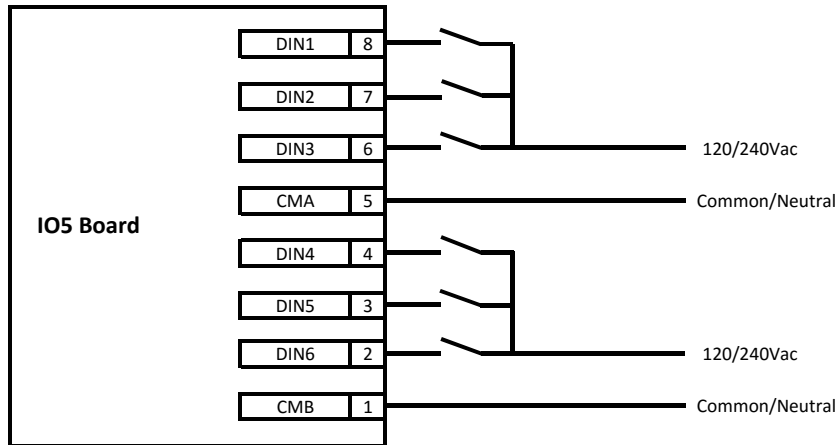 DIN1 8
DIN2 7
DIN3 6
120/240Vac
CMA 5
Common/Neutral
IO5 Board
DIN4 4
DIN5 3
DIN6 2
120/240Vac
CMB 1
Common/Neutral